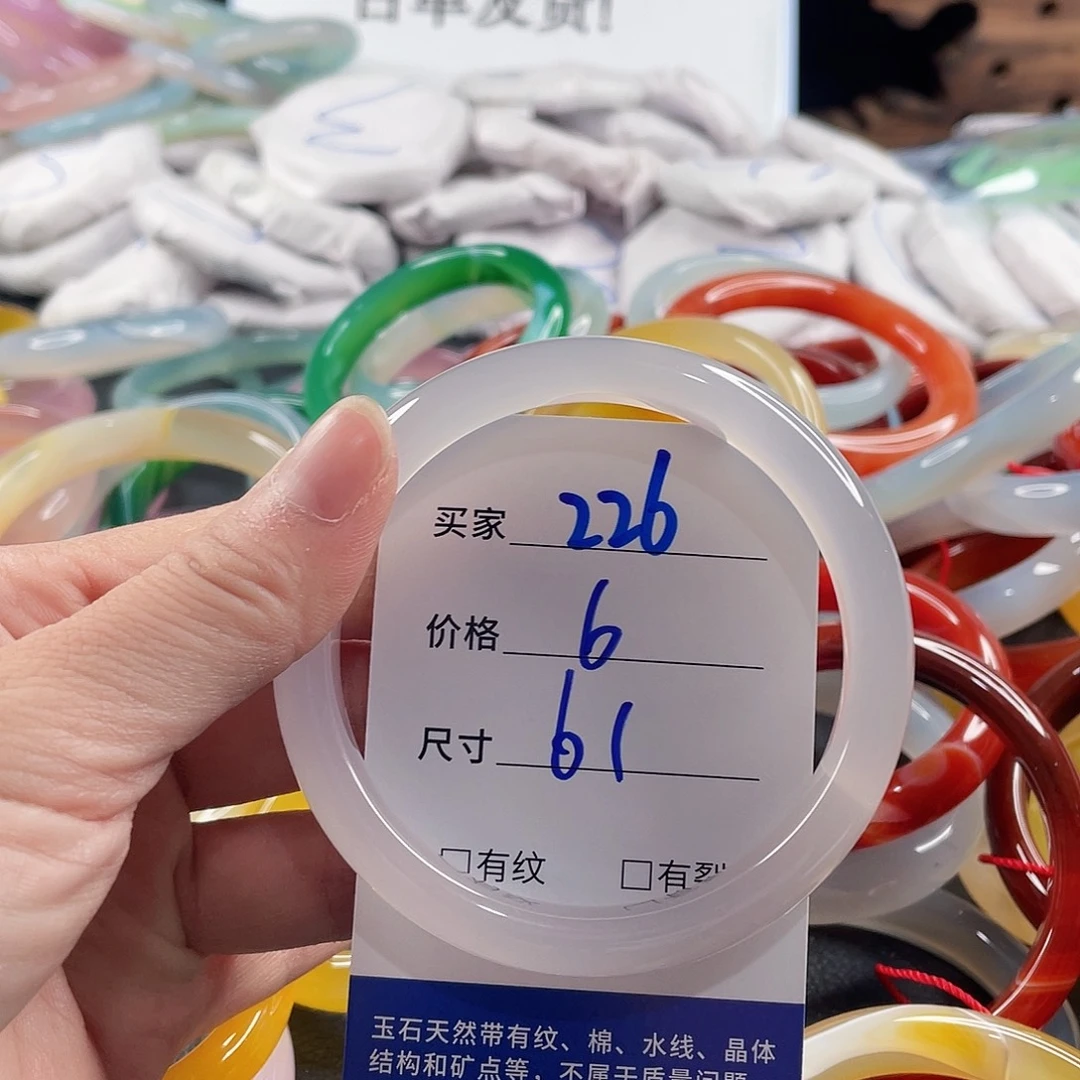 买家 226
价格 6
尺寸 61
□有纹 □有裂
玉石天然带有纹、棉、水线、晶体
结构和矿点等，不属于质量问题